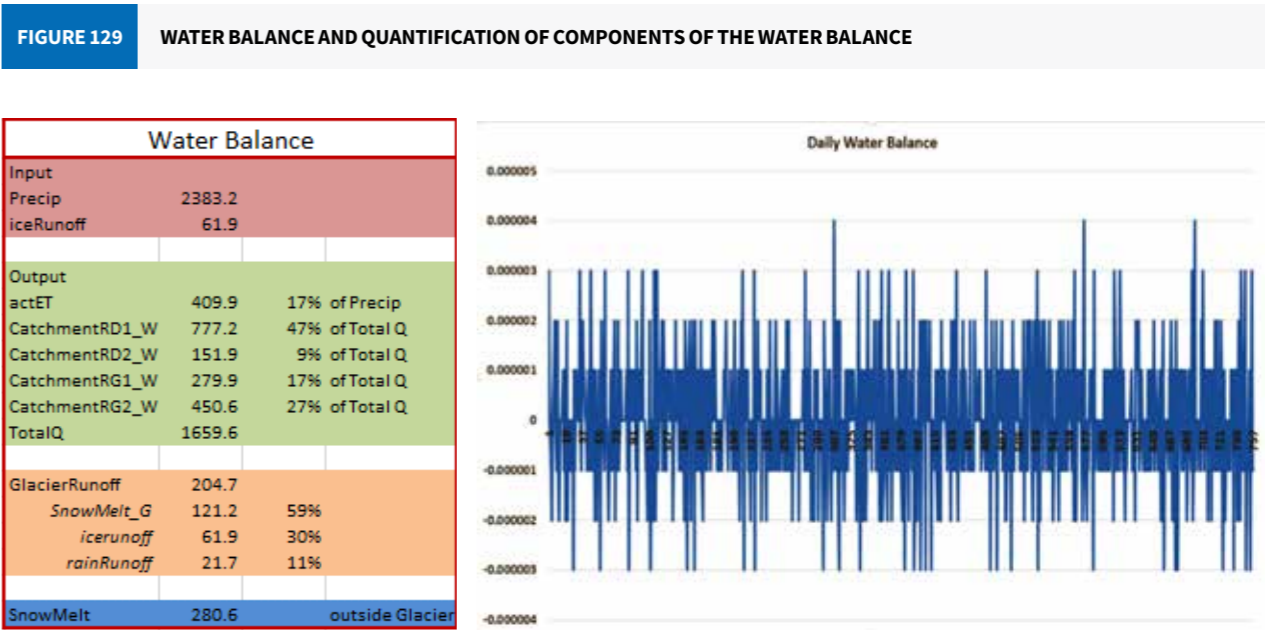 FIGURE 129 WATER BALANCE AND QUANTIFICATION OF COMPONENTS OF THE WATER BALANCE
Water Balance
Input
Precip 2383.2
iceRunoff 61.9
Output
actET 409.9 17% of Precip
CatchmentRD1_W 777.2 47% of Total Q
CatchmentRD2_W 151.9 9% of Total Q
CatchmentRG1_W 279.9 17% of Total Q
CatchmentRG2_W 450.6 27% of Total Q
TotalQ 1659.6
GlacierRunoff 204.7
SnowMelt_G 121.2 59%
icerunoff 61.9 30%
rainRunoff 21.7 11%
SnowMelt 280.6 outside Glacier
Daily Water Balance
0.000005
0.000004
0.000003
0.000002
0.000001
0
-0.000001
-0.000002
-0.000003
-0.000004